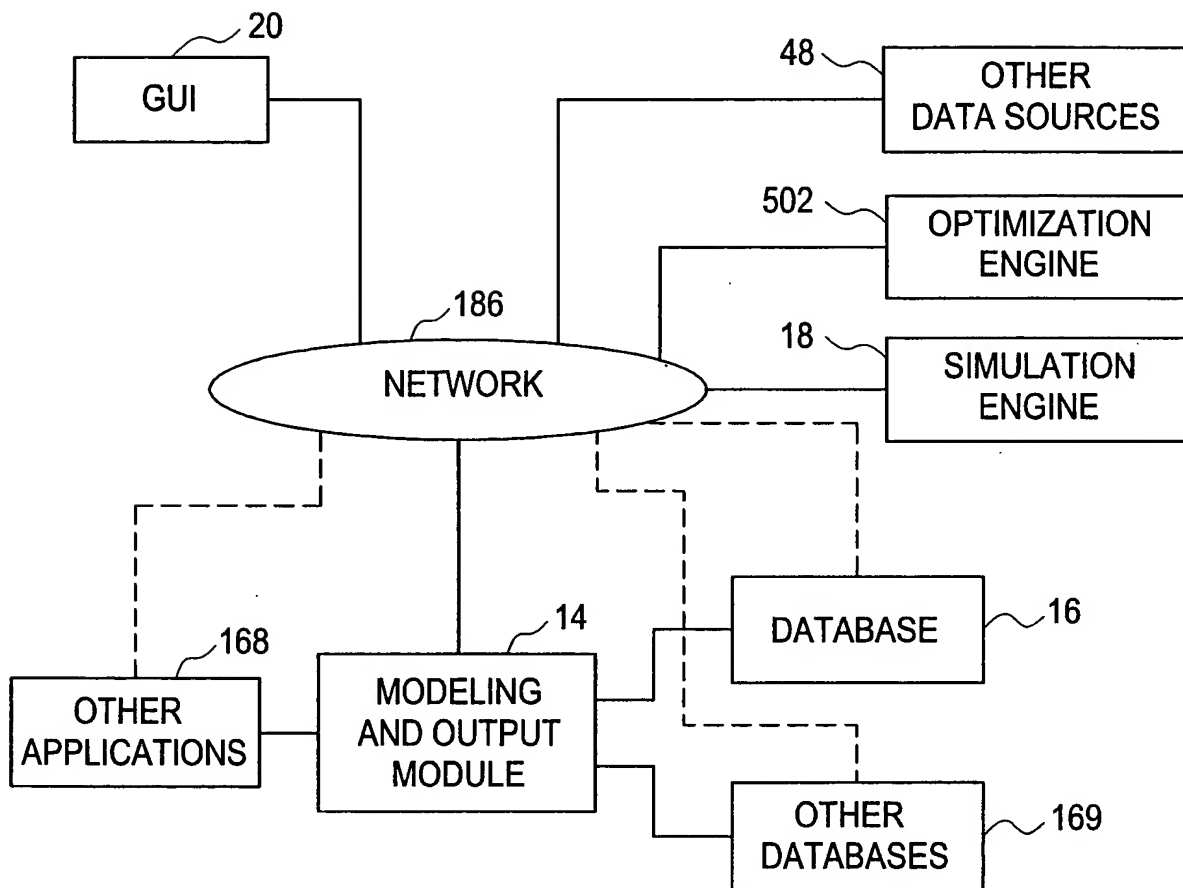 20
GUI
48
OTHER
DATA SOURCES
502
OPTIMIZATION
ENGINE
186
NETWORK
18
SIMULATION
ENGINE
168
OTHER
APPLICATIONS
14
MODELING
AND OUTPUT
MODULE
DATABASE
16
OTHER
DATABASES
169